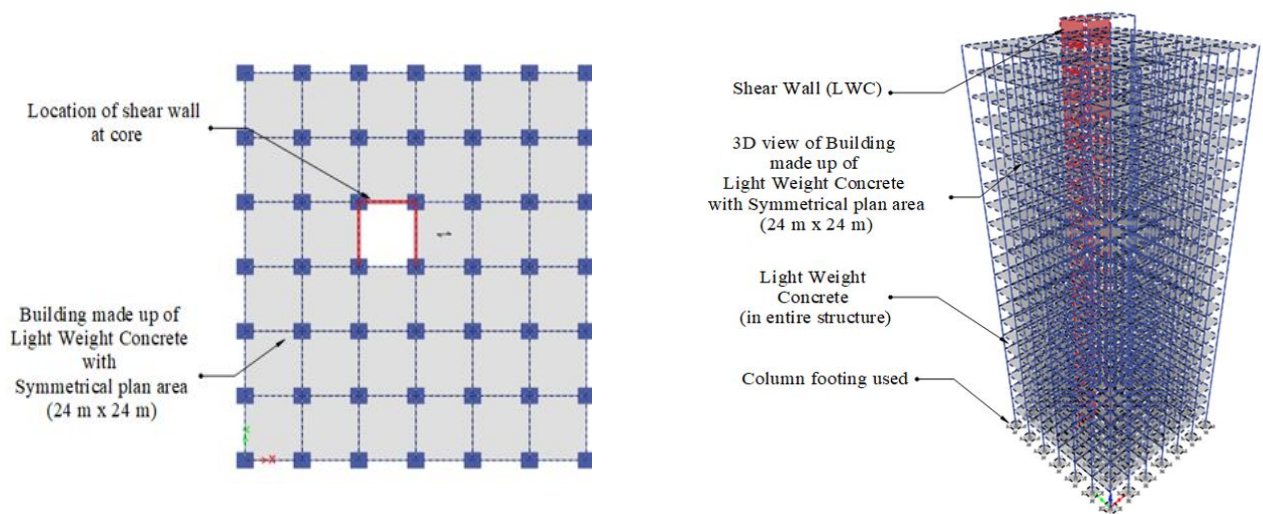 Location of shear wall
at core
Building made up of
Light Weight Concrete
with
Symmetrical plan area
(24 m x 24 m)
X
Shear Wall (LWC)
3D view of Building
made up of
Light Weight Concrete
with Symmetrical plan area
(24 m x 24 m)
Light Weight
Concrete
(in entire structure)
Column footing used